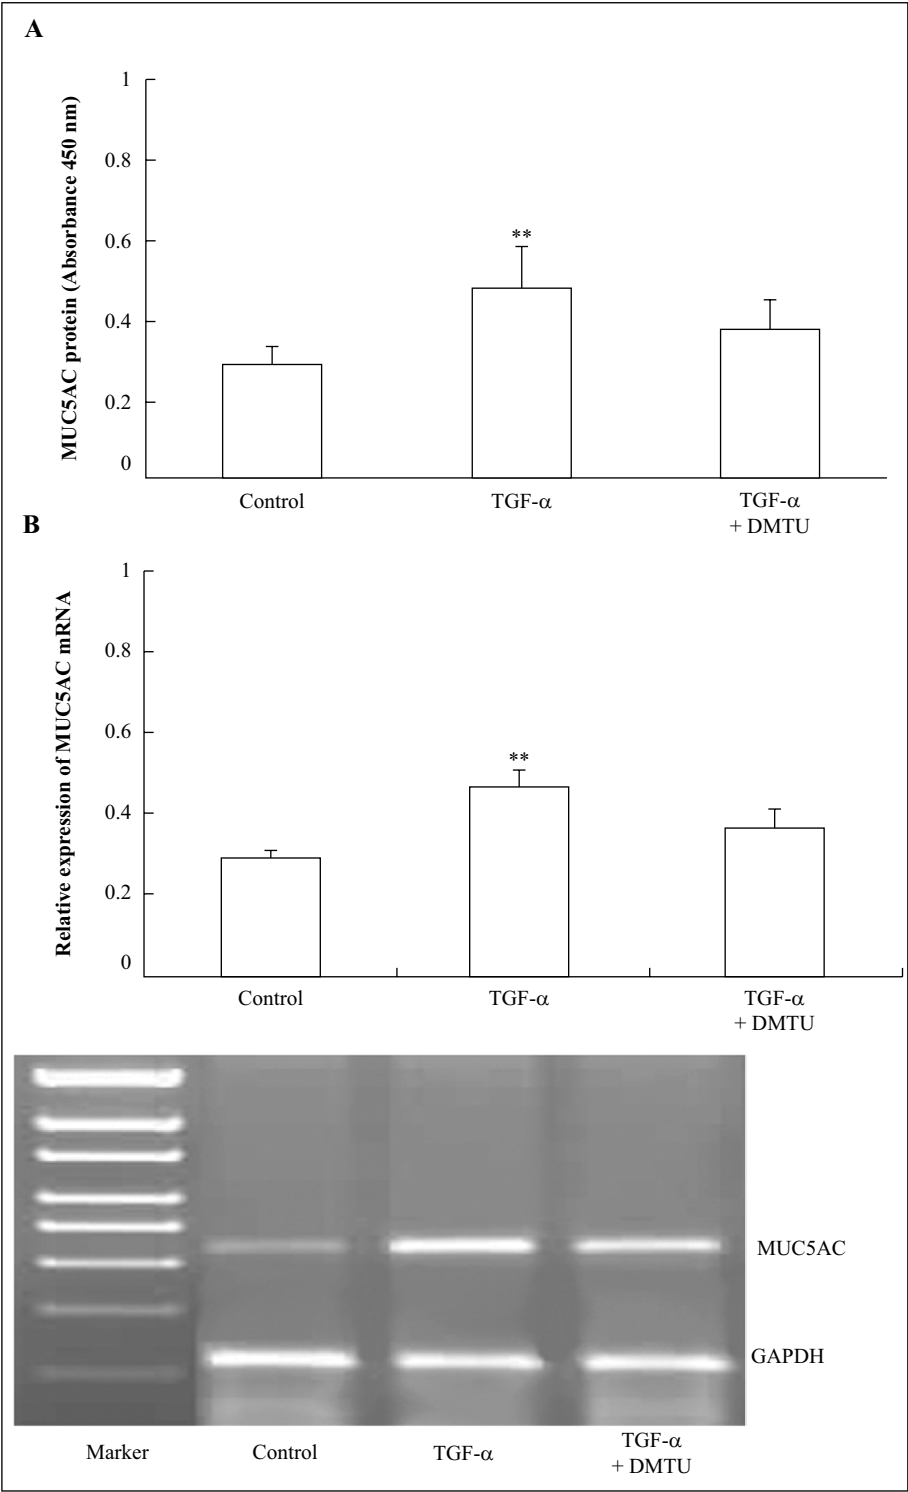 A
MUC5AC protein (Absorbance 450 nm)
1
0.8
0.6
0.4
0.2
0
**
Control
TGF-α
TGF-α
+ DMTU
B
Relative expression of MUC5AC mRNA
1
0.8
0.6
0.4
0.2
0
**
Control
TGF-α
TGF-α
+ DMTU
MUC5AC
GAPDH
Marker
Control
TGF-α
TGF-α
+ DMTU